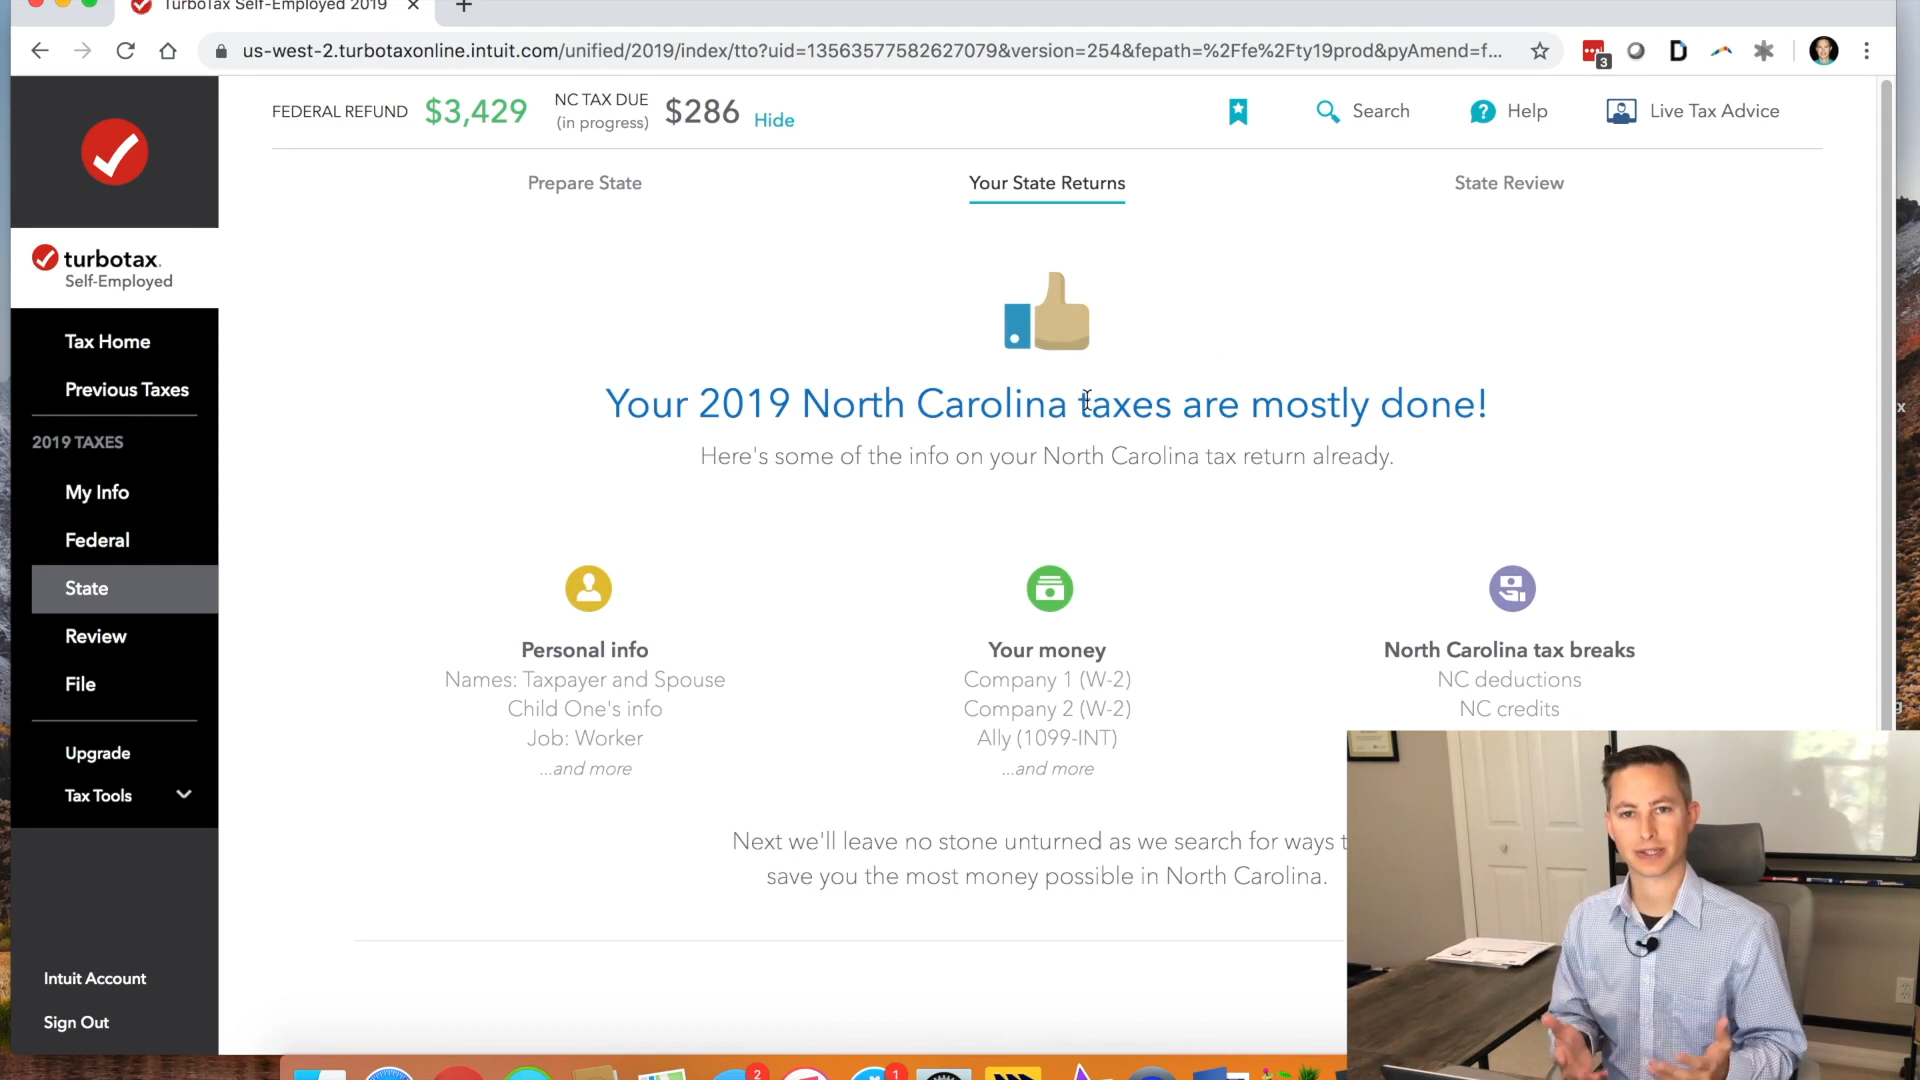 TurboTax Self-Employed 2019
us-west-2.turbotaxonline.intuit.com/unified/2019/index/tto?uid=13563577582627079&version=254&fepath=%2Ffe%2Fty19prod&pyAmend=f...
3
D
FEDERAL REFUND $3,429
NC TAX DUE
(in progress)
$286 Hide
Search
? Help
Live Tax Advice
Prepare State
Your State Returns
State Review
turbotax.
Self-Employed
Tax Home
Previous Taxes
2019 TAXES
My Info
Federal
State
Review
File
Upgrade
Tax Tools
Intuit Account
Sign Out
Your 2019 North Carolina taxes are mostly done!
Here's some of the info on your North Carolina tax return already.
Personal info
Names: Taxpayer and Spouse
Child One's info
Job: Worker
...and more
Your money
Company 1 (W-2)
Company 2 (W-2)
Ally (1099-INT)
...and more
North Carolina tax breaks
NC deductions
NC credits
Next we'll leave no stone unturned as we search for ways
save you the most money possible in North Carolina.
2
1